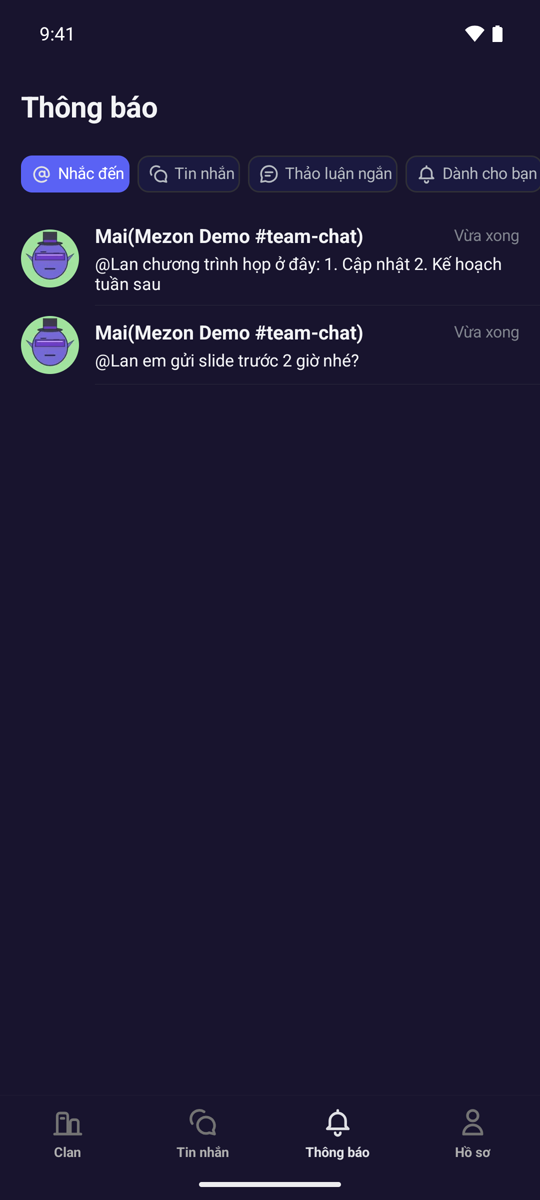 9:41
Thông báo
Nhắc đến
Tin nhắn
Thảo luận ngắn
Dành cho bạn
Mai(Mezon Demo #team-chat)
Vừa xong
@Lan chương trình họp ở đây: 1. Cập nhật 2. Kế hoạch
tuần sau
Mai(Mezon Demo #team-chat)
Vừa xong
@Lan em gửi slide trước 2 giờ nhé?
Clan
Tin nhắn
Thông báo
Hồ sơ